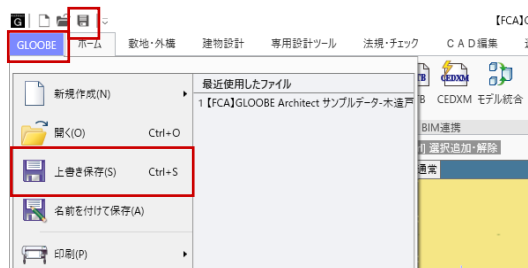 G
【FCA】G
GLOOBE ホーム 敷地・外構 建物設計 専用設計ツール 法規・チェック CAD編集
新規作成(N)
最近使用したファイル
1【FCA】GLOOBE Architect サンプルデータ-木造戸
CEDXM
CEDXM モデル統合
開く(O) Ctrl+O
BIM連携
選択追加・解除
上書き保存(S) Ctrl+S
通常
名前を付けて保存(A)
印刷(P)